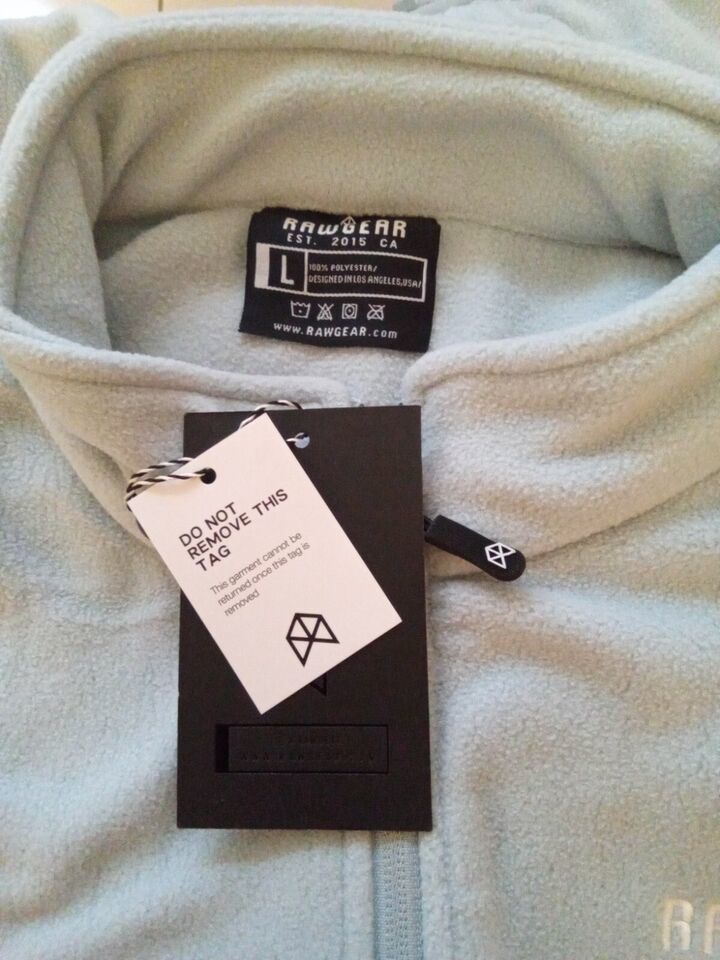 RAWGEAR
EST. 2015 CA
L
100% POLYESTER/
DESIGNED IN LOS ANGELES,USA/
www.RAWGEAR.com
DO NOT
REMOVE THIS
TAG
This garment cannot be
returned once this tag is
removed
RA